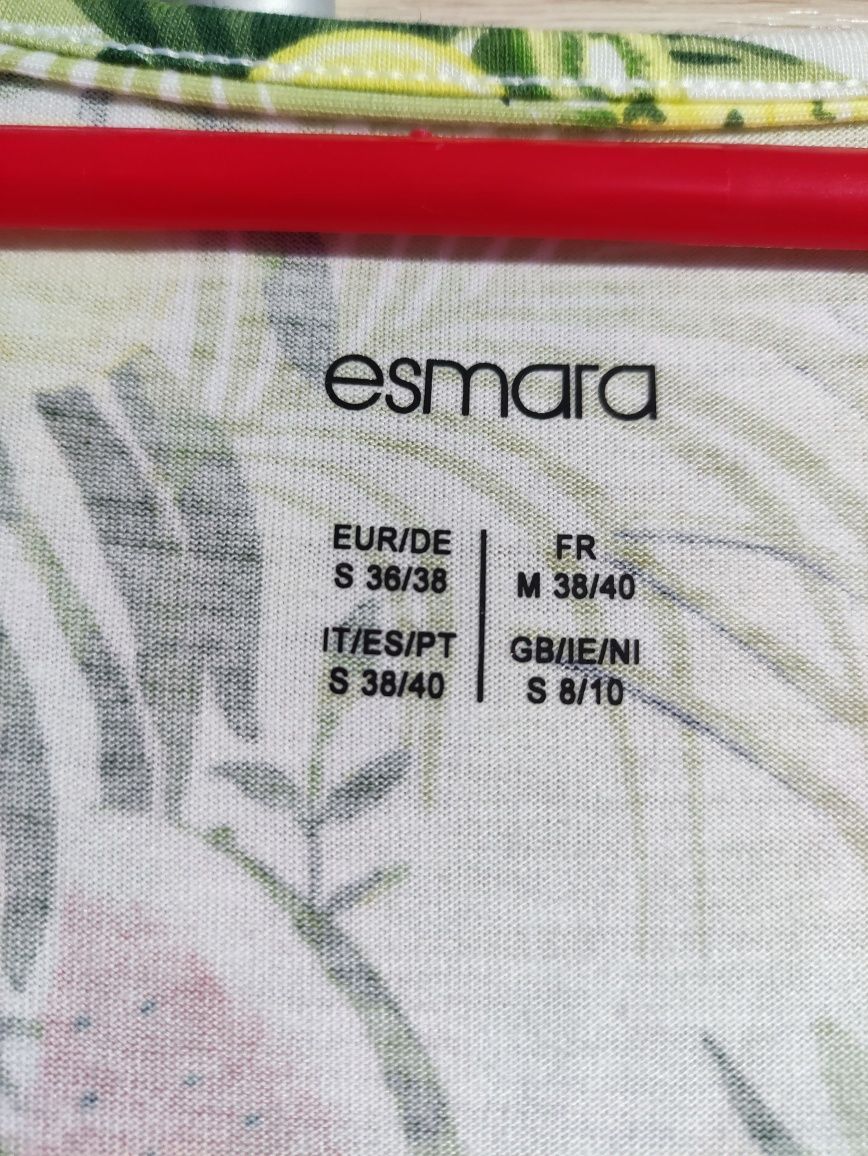 esmara
EUR/DE
S 36/38
FR
M 38/40
IT/ES/PT
S 38/40
GB/IE/NI
S 8/10